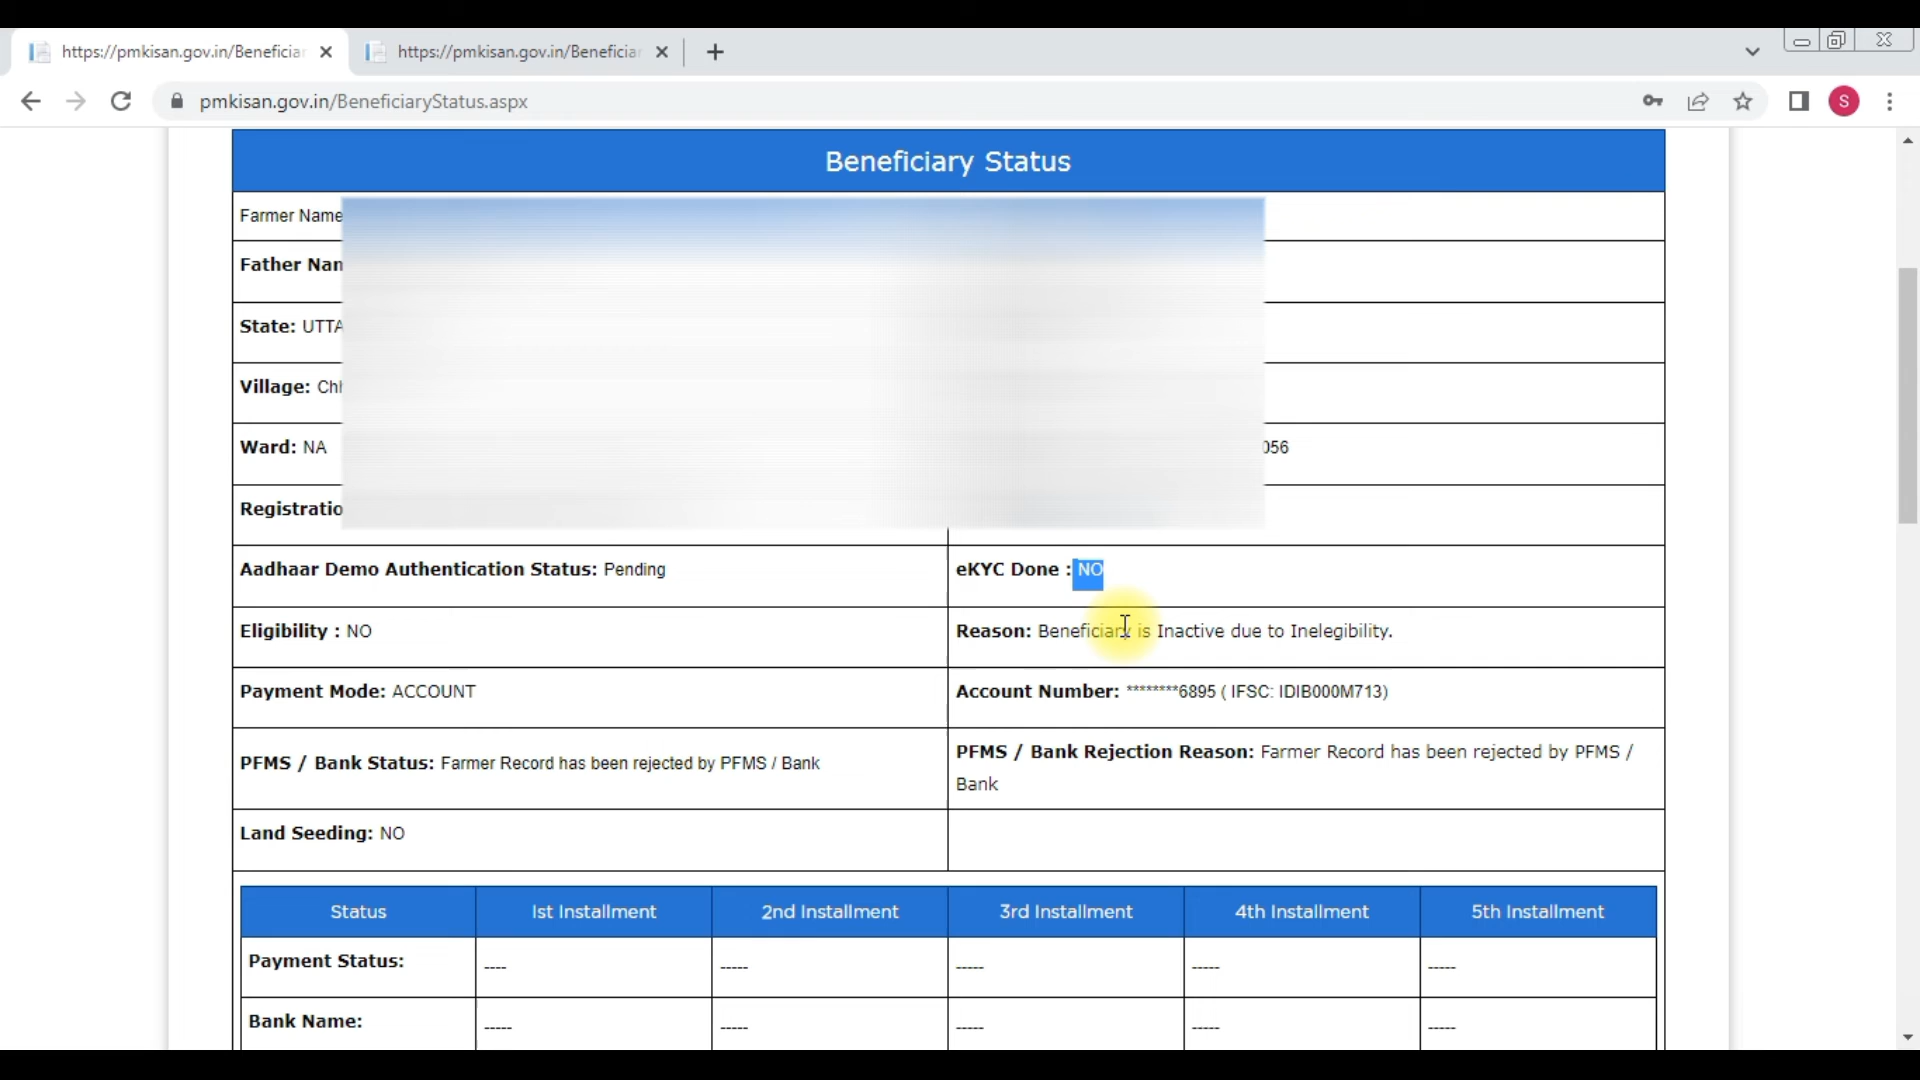 https://pmkisan.gov.in/Beneficiar
https://pmkisan.gov.in/Beneficiar
pmkisan.gov.in/BeneficiaryStatus.aspx
S
Beneficiary Status
Farmer Name
Father Nam
State: UTTA
Village: Chh
Ward: NA
056
Registratio
Aadhaar Demo Authentication Status: Pending
eKYC Done : NO
Eligibility : NO
Reason: Beneficiary is Inactive due to Inelegibility.
Payment Mode: ACCOUNT
Account Number: ********6895 ( IFSC: IDIB000M713)
PFMS / Bank Status: Farmer Record has been rejected by PFMS / Bank
PFMS / Bank Rejection Reason: Farmer Record has been rejected by PFMS /
Bank
Land Seeding: NO
Status Ist Installment 2nd Installment 3rd Installment 4th Installment 5th Installment
Payment Status: ---- ----- ----- ----- -----
Bank Name: ----- ----- ----- ----- -----